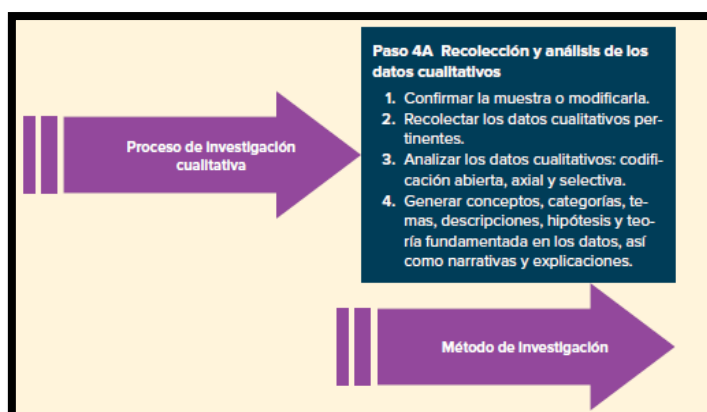 Paso 4A Recolección y análisis de los
datos cualitativos
1. Confirmar la muestra o modificarla.
2. Recolectar los datos cualitativos per-
tinentes.
3. Analizar los datos cualitativos: codifi-
cación abierta, axial y selectiva.
4. Generar conceptos, categorías, te-
mas, descripciones, hipótesis y teo-
ría fundamentada en los datos, así
como narrativas y explicaciones.
Proceso de investigación
cualitativa
Método de investigación